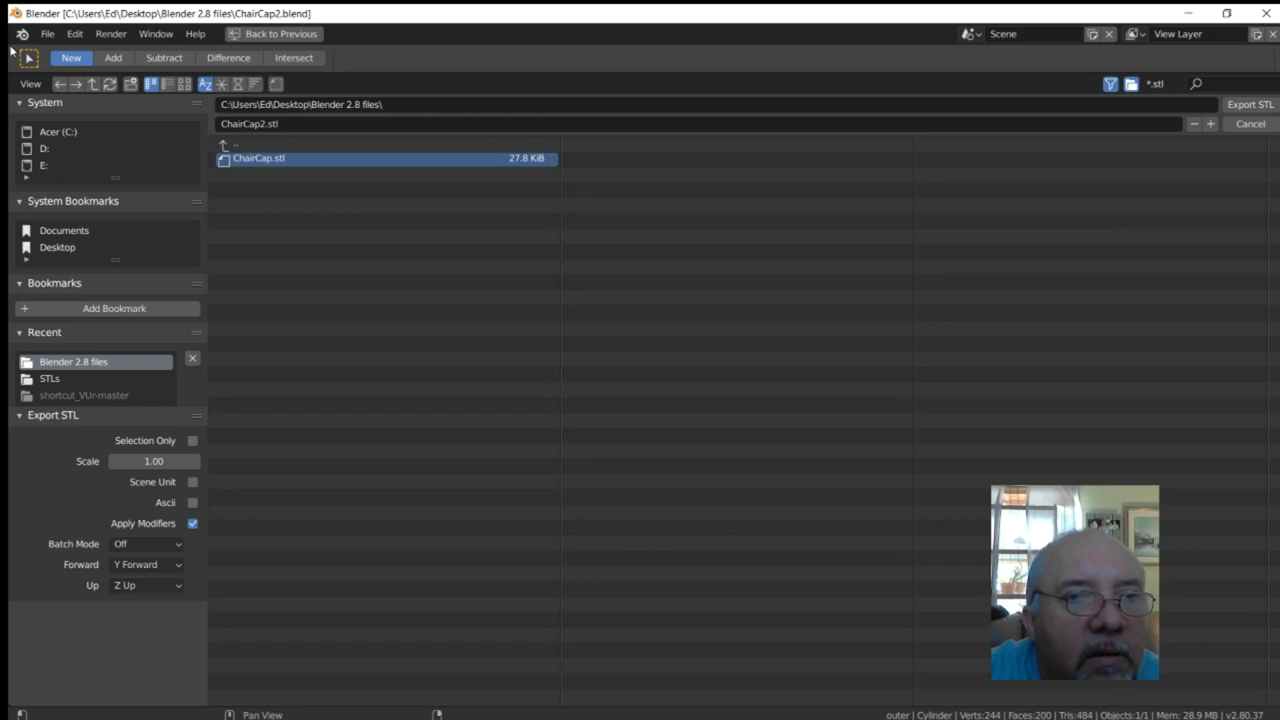 Blender [C:\Users\Ed\Desktop\Blender 2.8 files\ChairCap2.blend]
File Edit Render Window Help Back to Previous Scene View Layer
New Add Subtract Difference Intersect
View *.stl
System C:\Users\Ed\Desktop\Blender 2.8 files\ Export STL
ChairCap2.stl Cancel
Acer (C:)
D:
E:
..
ChairCap.stl 27.8 KiB
System Bookmarks
Documents
Desktop
Bookmarks
Add Bookmark
Recent
Blender 2.8 files
STLs
shortcut_VUr-master
Export STL
Selection Only
Scale 1.00
Scene Unit
Ascii
Apply Modifiers
Batch Mode Off
Forward Y Forward
Up Z Up
Pan View outer | Cylinder | Verts:244 | Faces:200 | Tris:484 | Objects:1/1 | Mem: 28.9 MB | v2.80.37